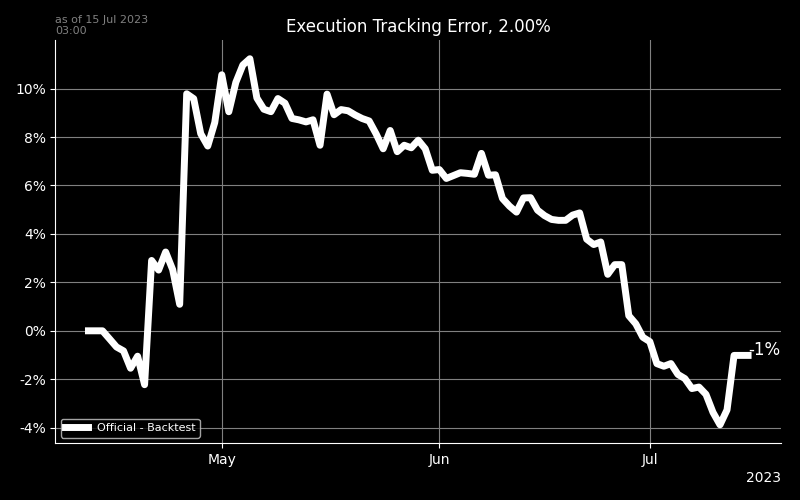 as of 15 Jul 2023
03:00
Execution Tracking Error, 2.00%
10%
8%
6%
4%
2%
0%
-2%
-4%
-1%
Official - Backtest
May
Jun
Jul
2023